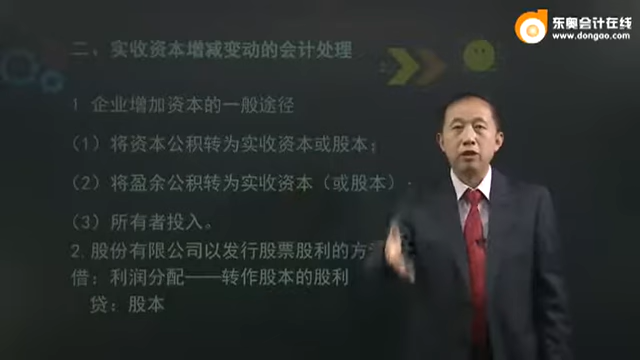 东奥会计在线
www.dongao.com
二、实收资本增减变动的会计处理
1 企业增加资本的一般途径
（1）将资本公积转为实收资本或股本；
（2）将盈余公积转为实收资本（或股本）
（3）所有者投入。
2.股份有限公司以发行股票股利的方
借：利润分配——转作股本的股利
贷：股本